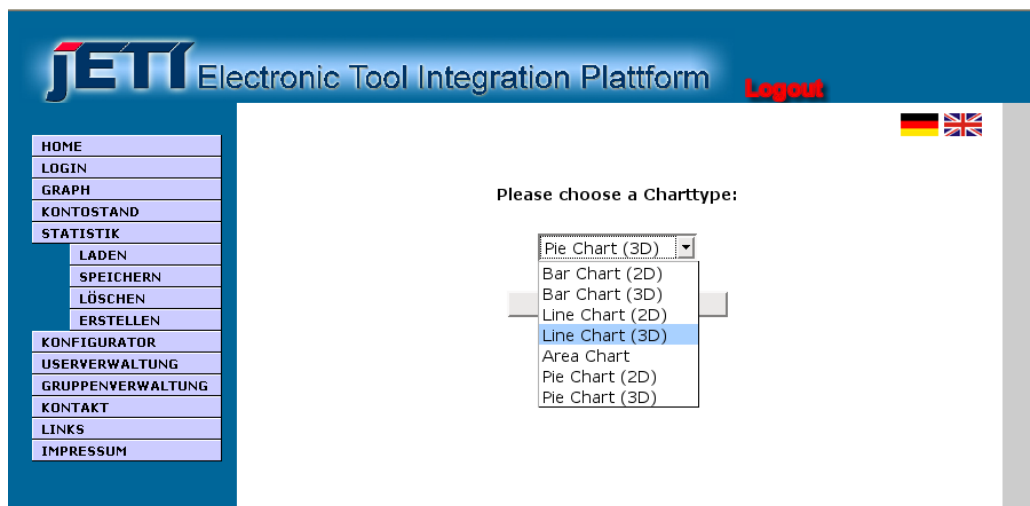 jETI Electronic Tool Integration Plattform
Logout
HOME
LOGIN
GRAPH
KONTOSTAND
STATISTIK
LADEN
SPEICHERN
LÖSCHEN
ERSTELLEN
KONFIGURATOR
USERVERWALTUNG
GRUPPENVERWALTUNG
KONTAKT
LINKS
IMPRESSUM
Please choose a Charttype:
Pie Chart (3D)
Bar Chart (2D)
Bar Chart (3D)
Line Chart (2D)
Line Chart (3D)
Area Chart
Pie Chart (2D)
Pie Chart (3D)